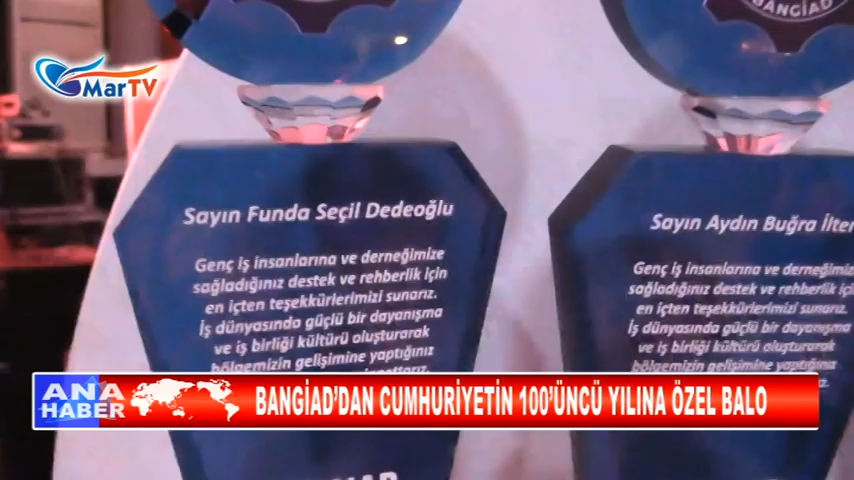 BANGİAD
MarTV
Sayın Funda Seçil Dedeoğlu
Genç iş insanlarına ve derneğimize
sağladığınız destek ve rehberlik için
en içten teşekkürlerimizi sunarız.
İş dünyasında güçlü bir dayanışma
ve iş birliği kültürü oluşturarak
bölgemizin gelişimine yaptığınız
Sayın Aydın Buğra İlter
Genç iş insanlarına ve derneğimize
sağladığınız destek ve rehberlik için
en içten teşekkürlerimizi sunarız.
İş dünyasında güçlü bir dayanışma
ve iş birliği kültürü oluşturarak
bölgemizin gelişimine yaptığınız
ANA
HABER
BANGİAD'DAN CUMHURİYETİN 100'ÜNCÜ YILINA ÖZEL BALO